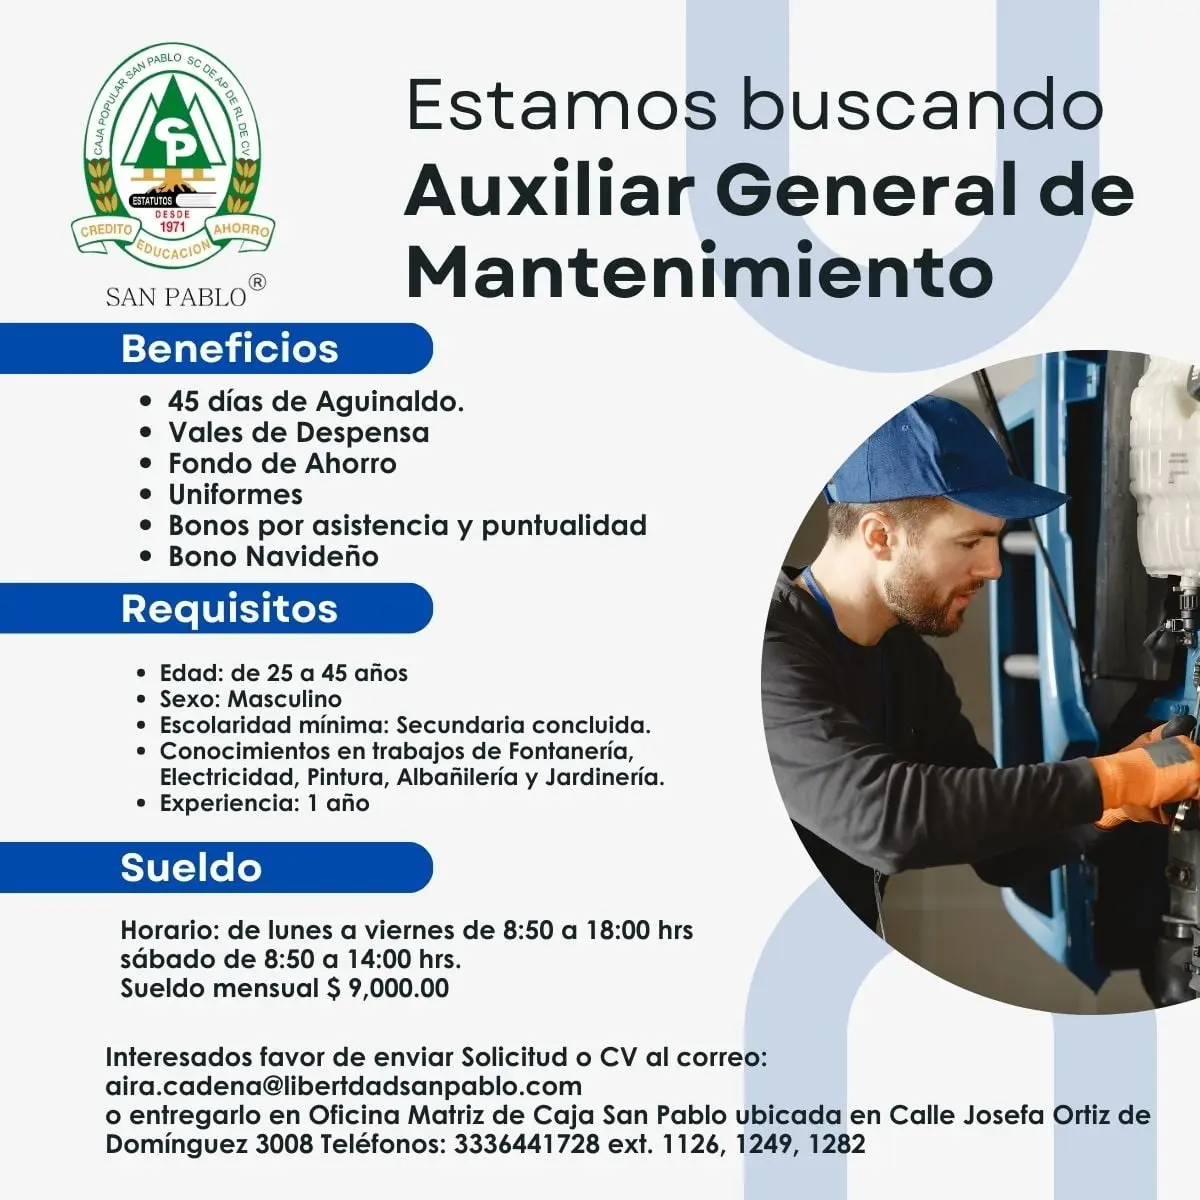 CAJA POPULAR SAN PABLO SC DE AP DE RL DE CV
CP
ESTATUTOS
DESDE
1971
CREDITO EDUCACION AHORRO
SAN PABLO ®
Estamos buscando
Auxiliar General de
Mantenimiento
Beneficios
• 45 días de Aguinaldo.
• Vales de Despensa
• Fondo de Ahorro
• Uniformes
• Bonos por asistencia y puntualidad
• Bono Navideño
Requisitos
• Edad: de 25 a 45 años
• Sexo: Masculino
• Escolaridad mínima: Secundaria concluida.
• Conocimientos en trabajos de Fontanería,
Electricidad, Pintura, Albañilería y Jardinería.
• Experiencia: 1 año
Sueldo
Horario: de lunes a viernes de 8:50 a 18:00 hrs
sábado de 8:50 a 14:00 hrs.
Sueldo mensual $ 9,000.00
Interesados favor de enviar Solicitud o CV al correo:
aira.cadena@libertdadsanpablo.com
o entregarlo en Oficina Matriz de Caja San Pablo ubicada en Calle Josefa Ortiz de
Domínguez 3008 Teléfonos: 3336441728 ext. 1126, 1249, 1282